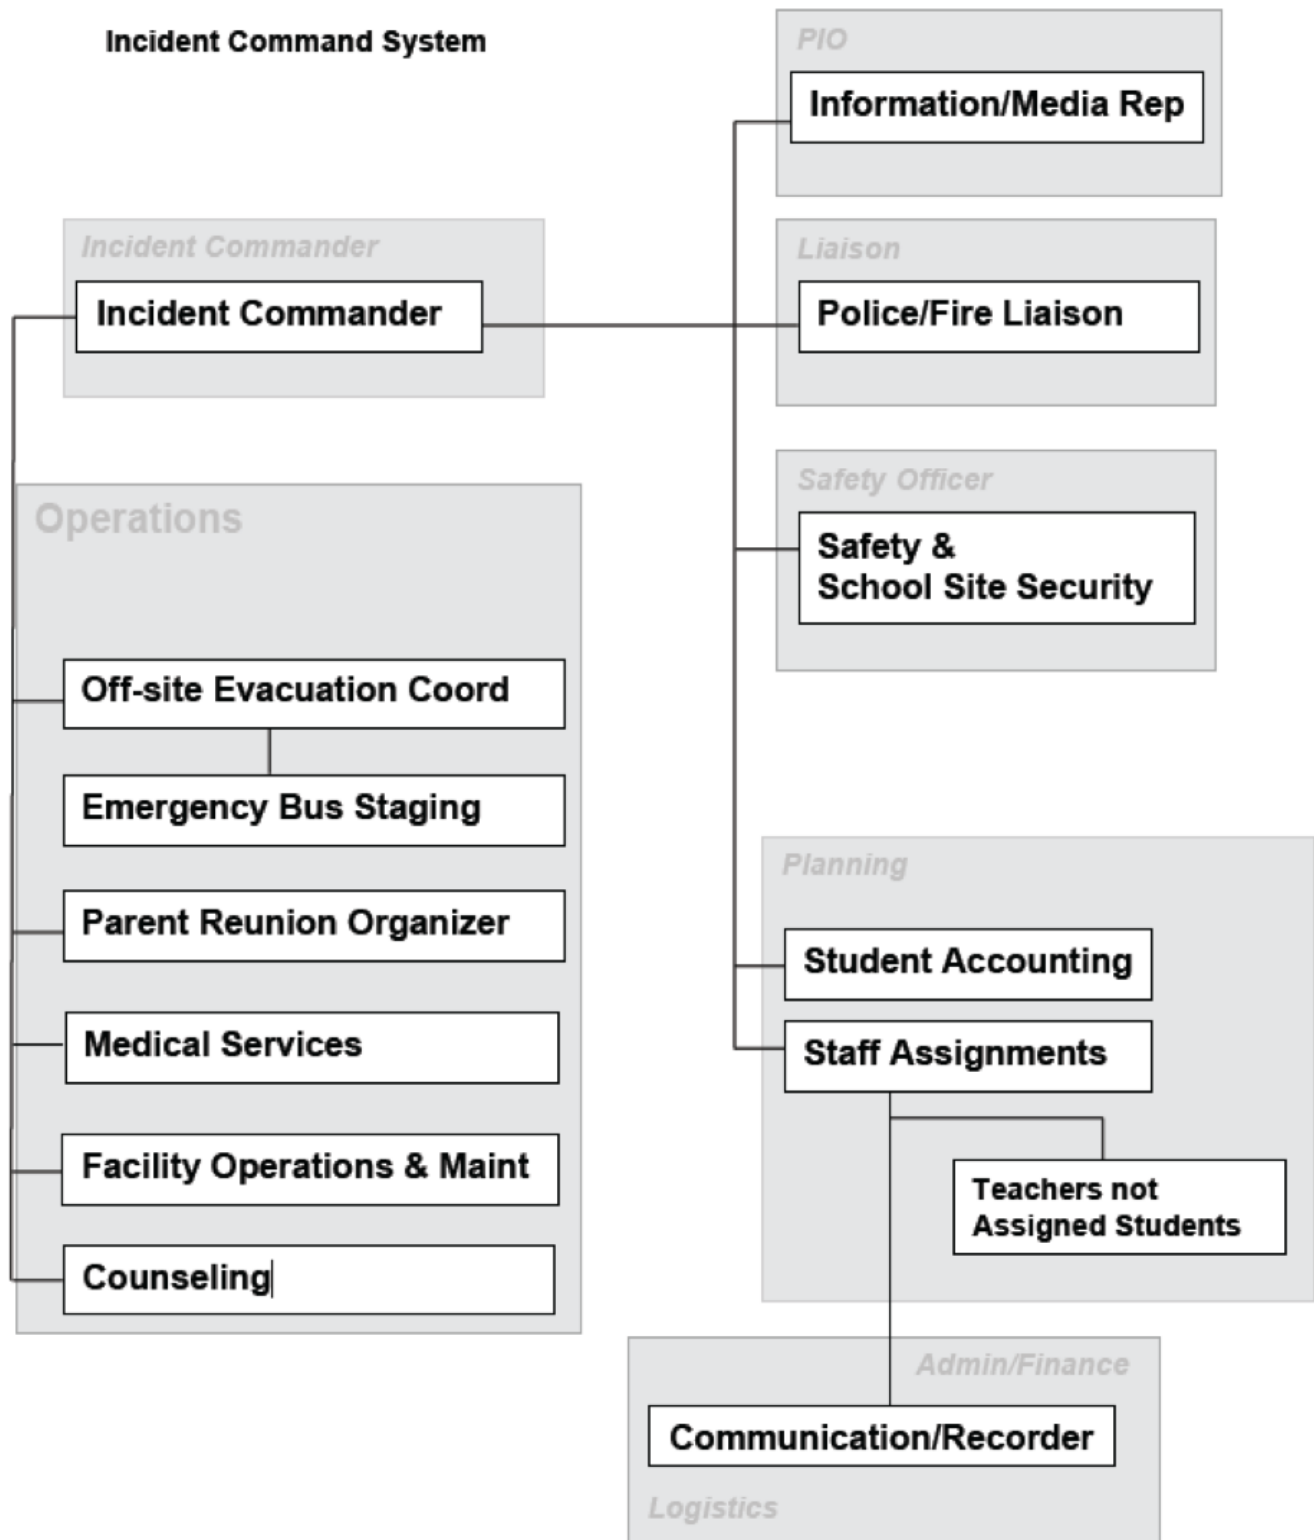 Incident Command System
PIO
Information/Media Rep
Incident Commander
Incident Commander
Liaison
Police/Fire Liaison
Safety Officer
Safety &
School Site Security
Operations
Off-site Evacuation Coord
Emergency Bus Staging
Parent Reunion Organizer
Medical Services
Facility Operations & Maint
Counseling
Planning
Student Accounting
Staff Assignments
Teachers not
Assigned Students
Admin/Finance
Communication/Recorder
Logistics